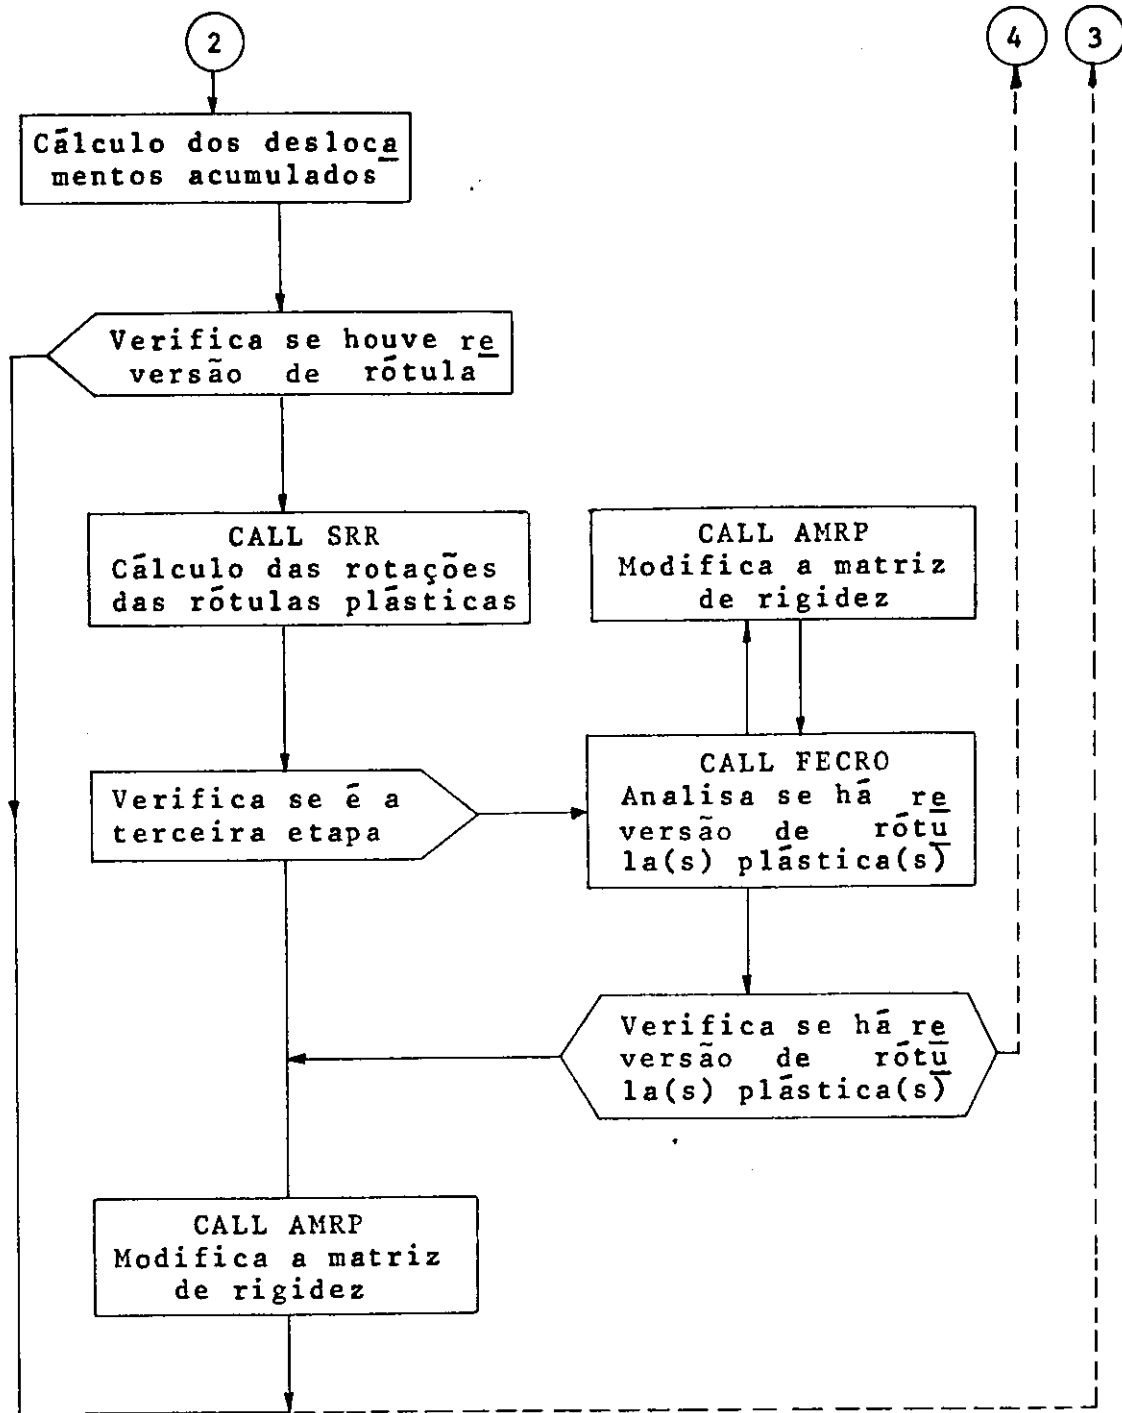 2
4
3
Cálculo dos desloca
mentos acumulados
Verifica se houve re
versão de rótula
CALL SRR
Cálculo das rotações
das rótulas plásticas
CALL AMRP
Modifica a matriz
de rigidez
Verifica se é a
terceira etapa
CALL FECRO
Analisa se há re
versão de rótu
la(s) plástica(s)
Verifica se há re
versão de rótu
la(s) plástica(s)
CALL AMRP
Modifica a matriz
de rigidez